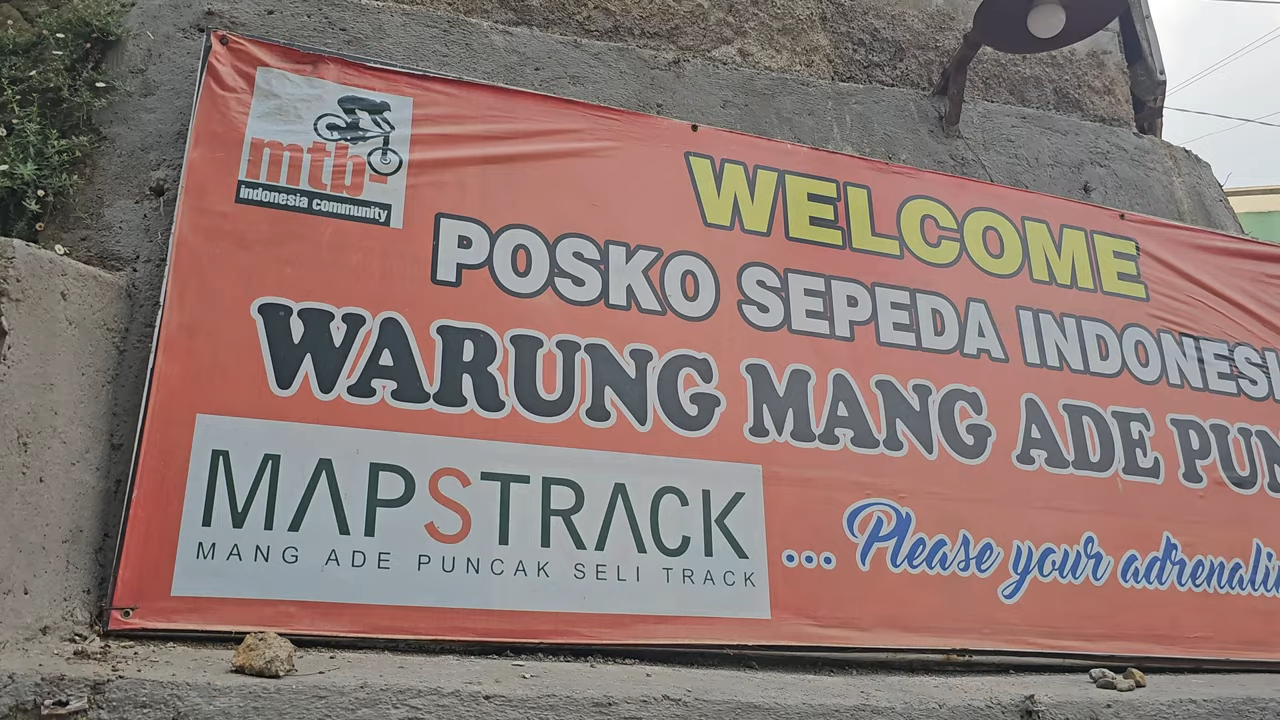 mtb-
indonesia community
WELCOME
POSKO SEPEDA INDONESI
WARUNG MANG ADE PUN
MAPSTRACK
MANG ADE PUNCAK SELI TRACK
... Please your adrenalin